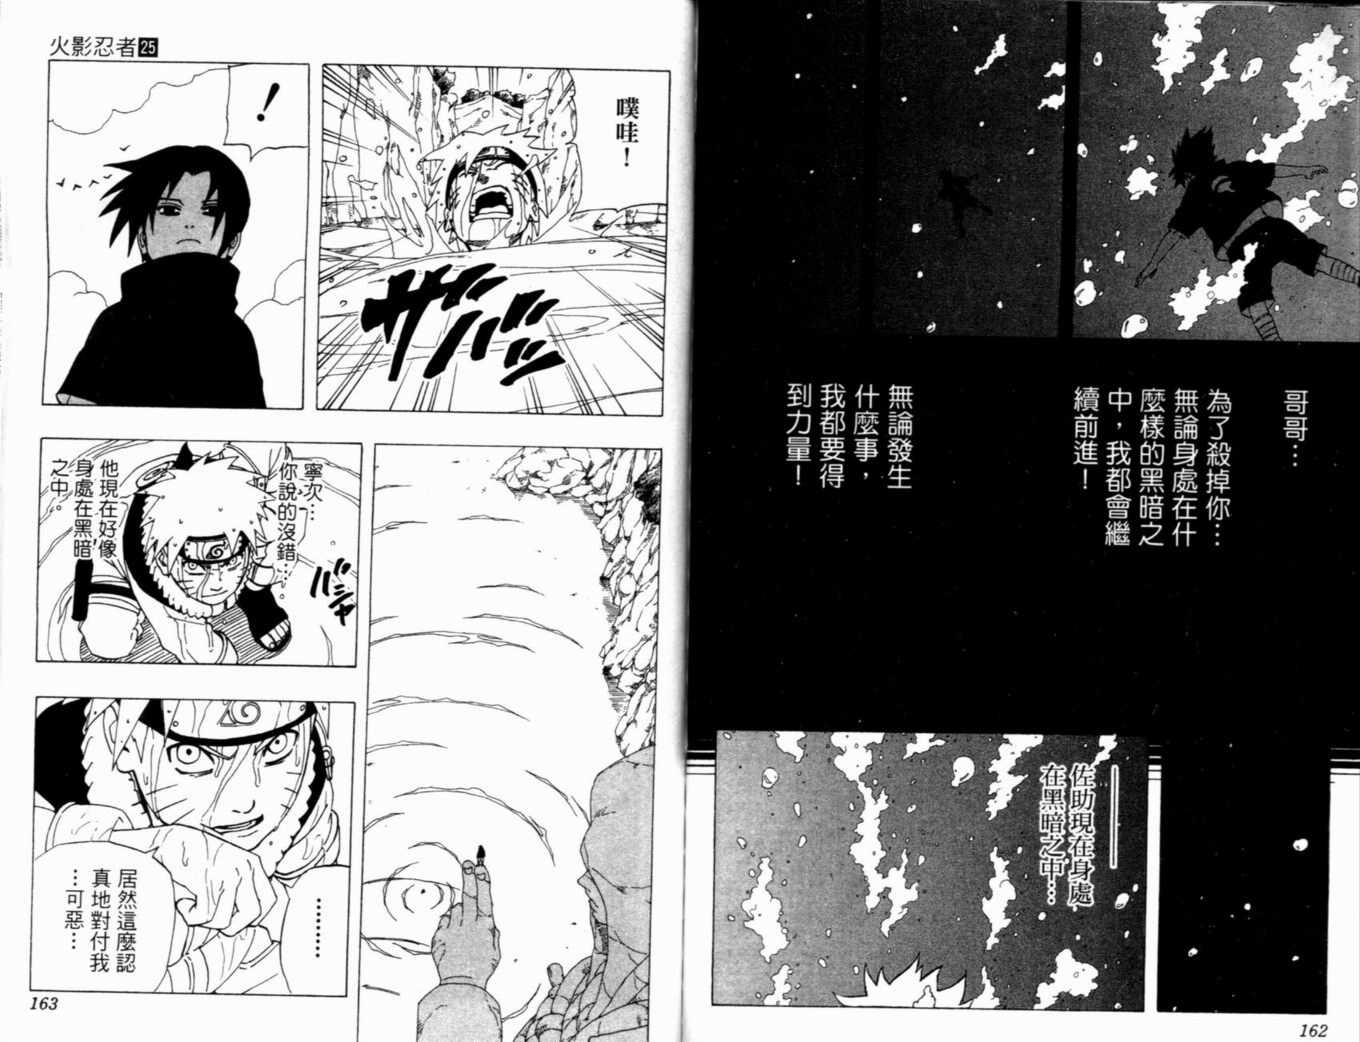 哥哥…
為了殺掉你…
無論身處在什
麼樣的黑暗之
中，我都會繼
續前進！
無論發生
什麼事，
我都要得
到力量！
佐助現在身處
在黑暗之中…
162
火影忍者25
噗哇！
ザバッ
！
寧次…
你說的沒錯…。
他現在好像
身處在黑暗
之中。
バシャ
………
居然這麼認
真地對付我
…可惡…
163